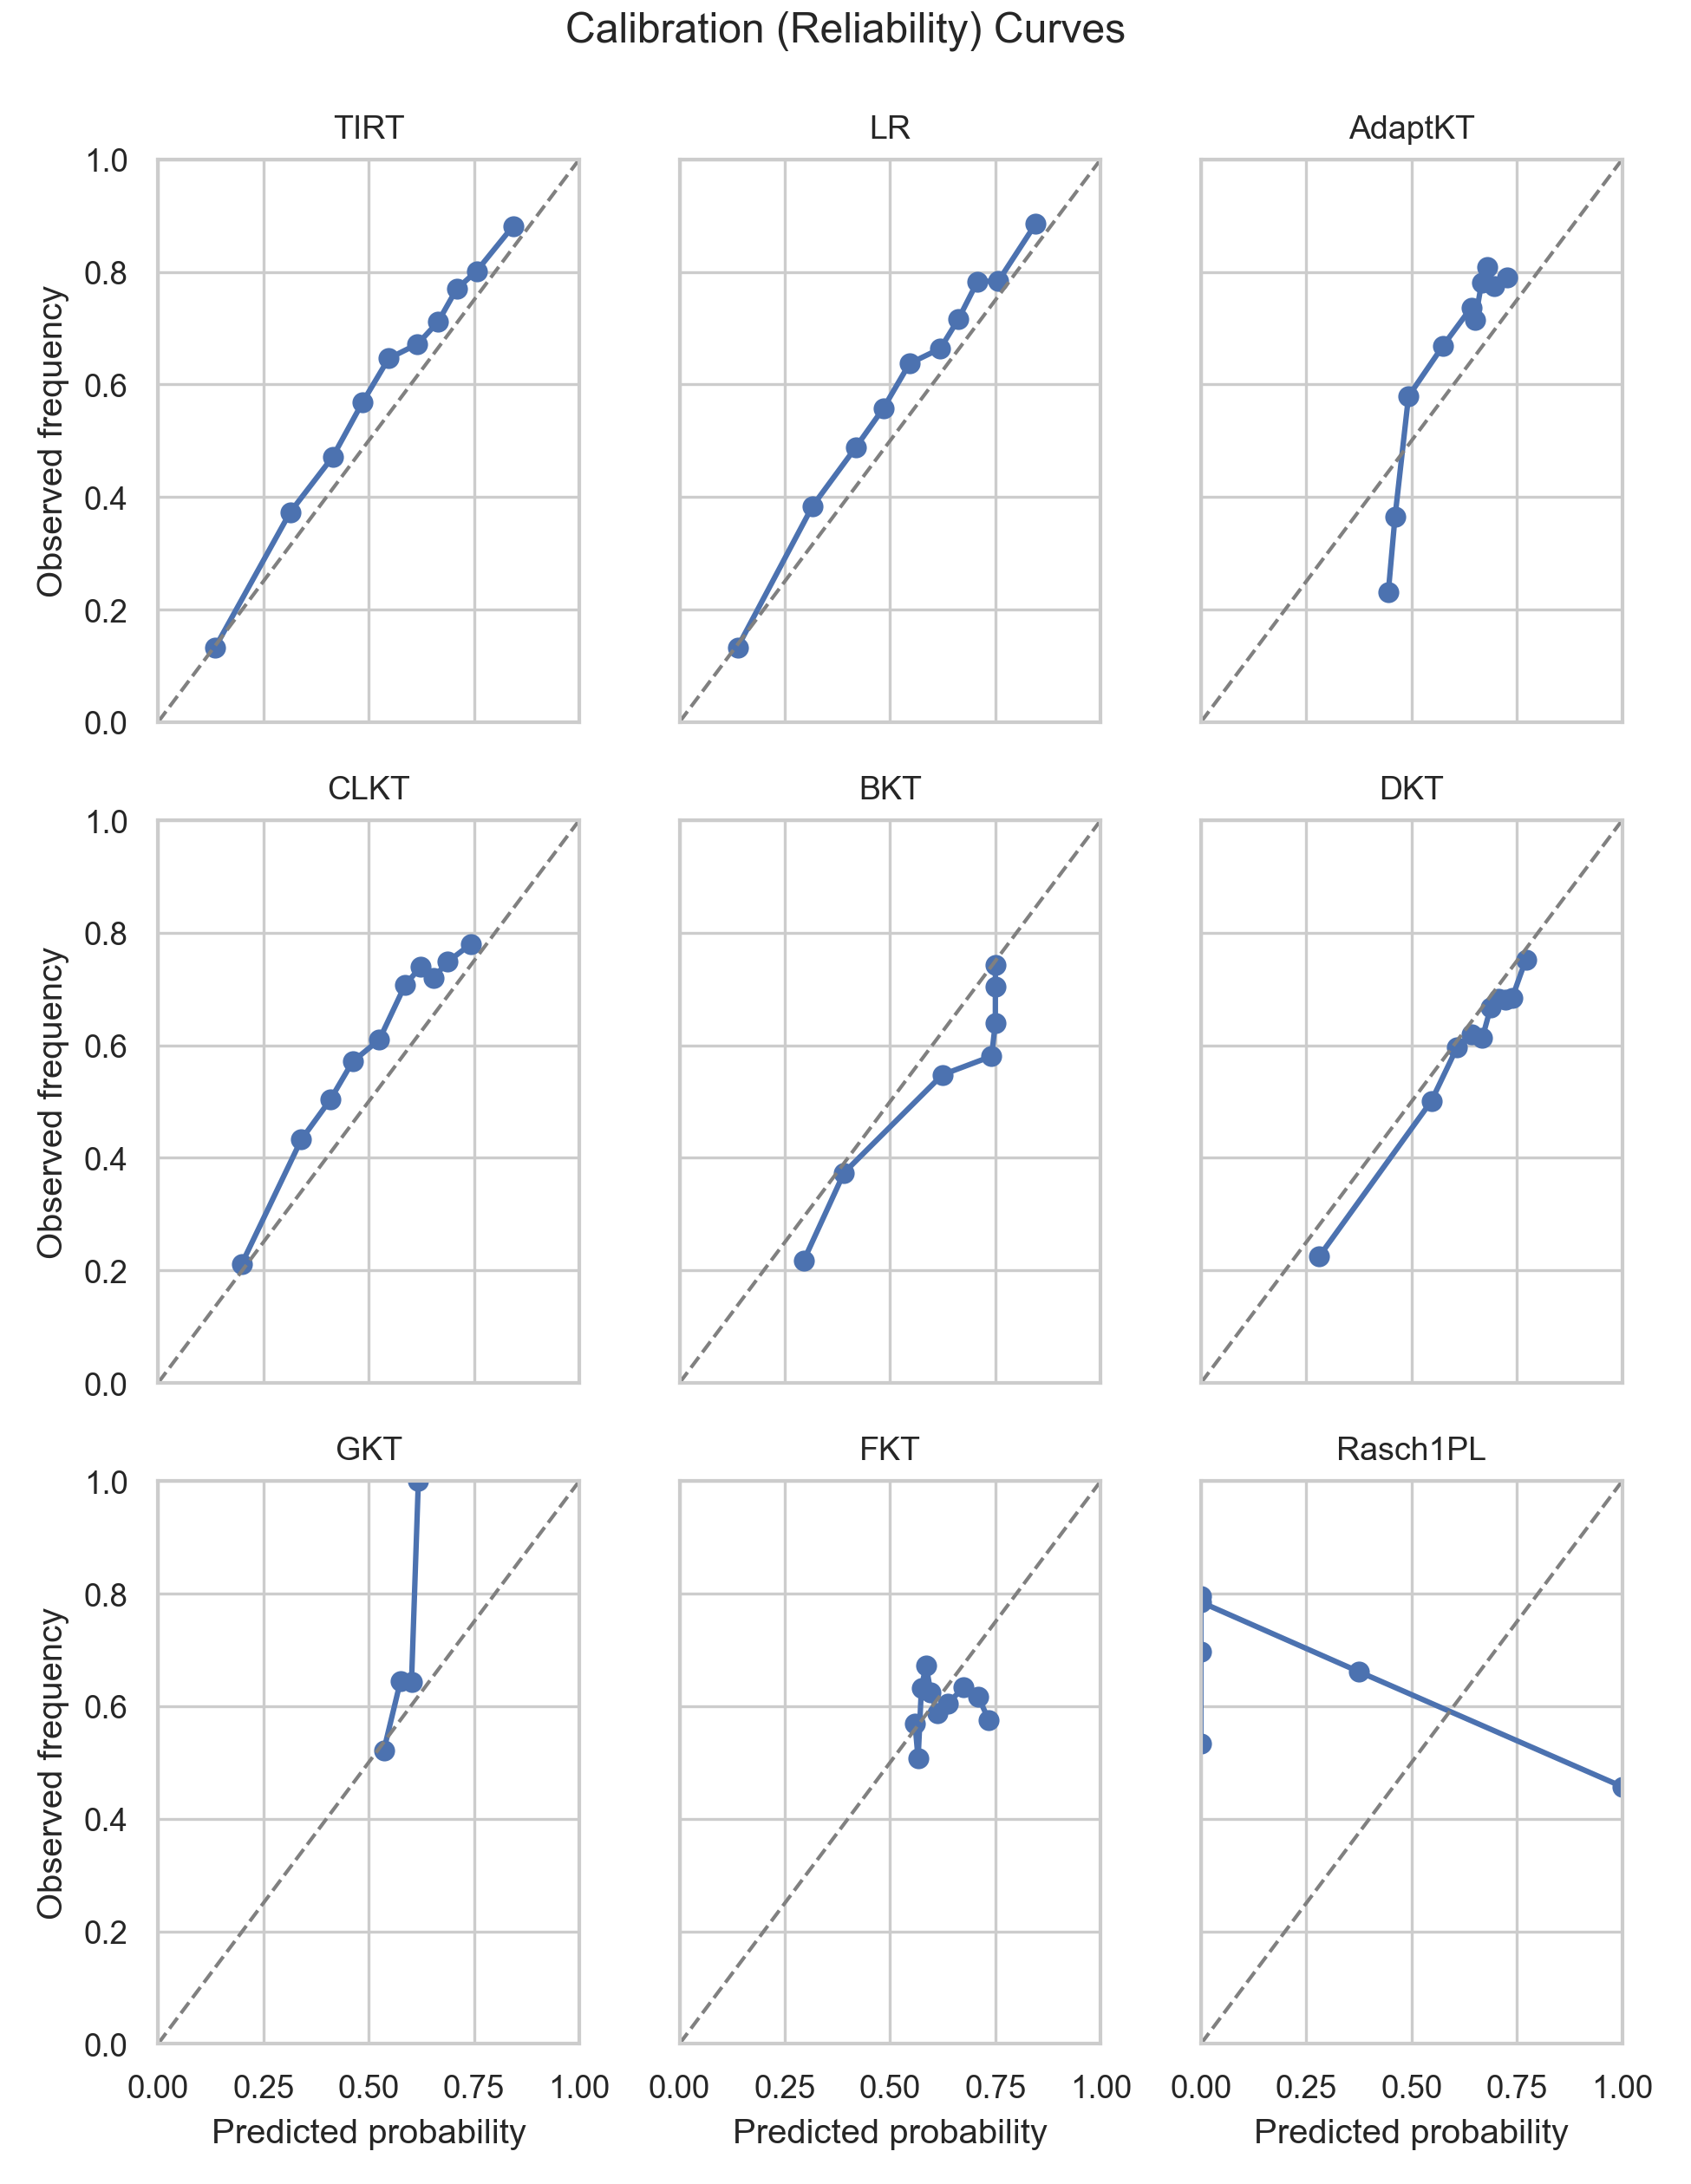 Calibration (Reliability) Curves
TIRT
LR
AdaptKT
1.0
0.8
0.6
0.4
0.2
0.0
Observed frequency
CLKT
BKT
DKT
1.0
0.8
0.6
0.4
0.2
0.0
Observed frequency
GKT
FKT
Rasch1PL
1.0
0.8
0.6
0.4
0.2
0.0
Observed frequency
0.00 0.25 0.50 0.75 1.00
0.00 0.25 0.50 0.75 1.00
0.00 0.25 0.50 0.75 1.00
Predicted probability
Predicted probability
Predicted probability